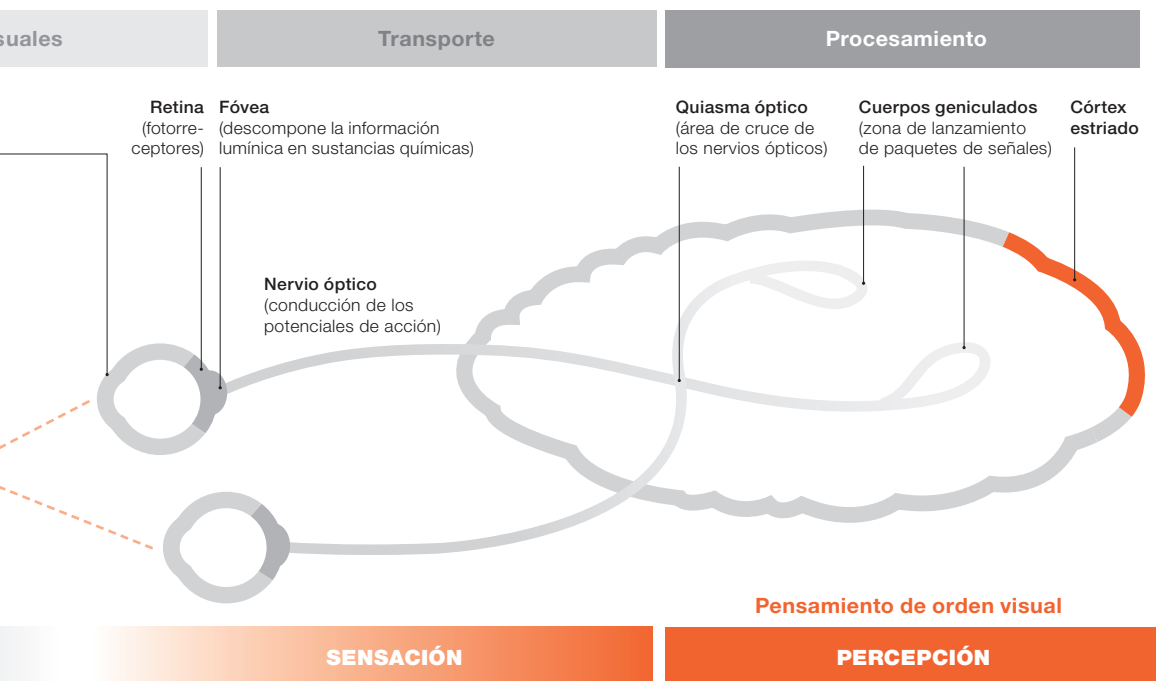 suales
Transporte
Procesamiento
Retina
(fotorre-
ceptores)
Fóvea
(descompone la información
lumínica en sustancias químicas)
Quiasma óptico
(área de cruce de
los nervios ópticos)
Cuerpos geniculados
(zona de lanzamiento
de paquetes de señales)
Córtex
estriado
Nervio óptico
(conducción de los
potenciales de acción)
Pensamiento de orden visual
SENSACIÓN
PERCEPCIÓN